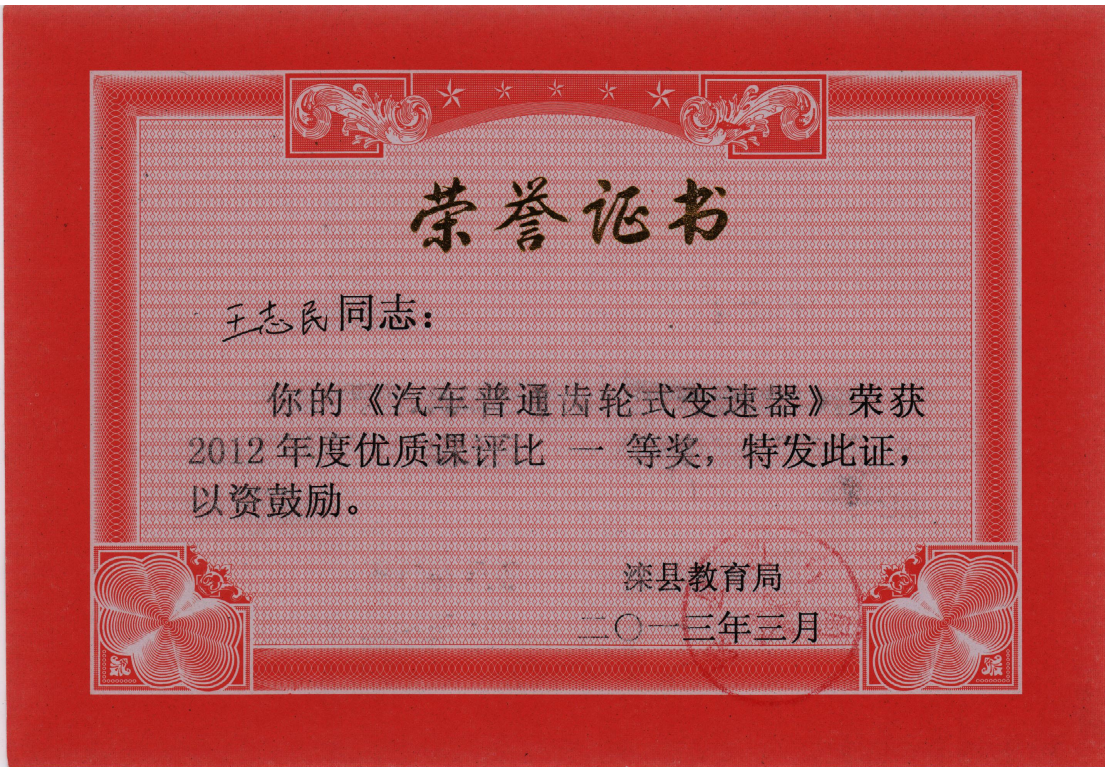 荣誉证书
王志民同志：
你的《汽车普通齿轮式变速器》荣获
2012年度优质课评比 一 等奖，特发此证，
以资鼓励。
滦县教育局
二〇一三年三月